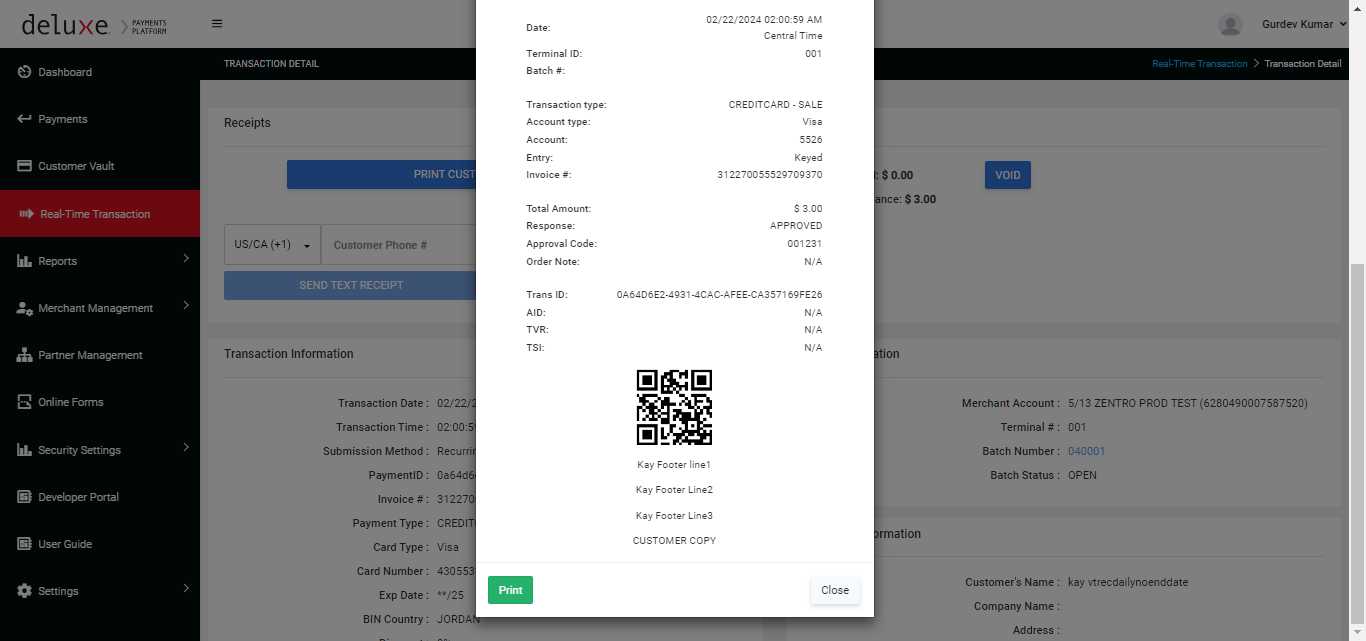 deluxe PAYMENTS PLATFORM
Gurdev Kumar
Dashboard
Payments
Customer Vault
Real-Time Transaction
Reports
Merchant Management
Partner Management
Online Forms
Security Settings
Developer Portal
User Guide
Settings
TRANSACTION DETAIL
Real-Time Transaction > Transaction Detail
Receipts
PRINT CUST
US/CA (+1) Customer Phone #
SEND TEXT RECEIPT
$ 0.00 VOID
ance: $ 3.00
Transaction Information
Transaction Date : 02/22/2
Transaction Time : 02:00:59
Submission Method : Recurrin
PaymentID : 0a64d6
Invoice # : 312270
Payment Type : CREDIT
Card Type : Visa
Card Number : 430553
Exp Date : **/25
BIN Country : JORDAN
Date: 02/22/2024 02:00:59 AM
Central Time
Terminal ID: 001
Batch #:
Transaction type: CREDITCARD - SALE
Account type: Visa
Account: 5526
Entry: Keyed
Invoice #: 312270055529709370
Total Amount: $ 3.00
Response: APPROVED
Approval Code: 001231
Order Note: N/A
Trans ID: 0A64D6E2-4931-4CAC-AFEE-CA357169FE26
AID: N/A
TVR: N/A
TSI: N/A
Kay Footer line1
Kay Footer Line2
Kay Footer Line3
CUSTOMER COPY
Print Close
ation
Merchant Account : 5/13 ZENTRO PROD TEST (6280490007587520)
Terminal # : 001
Batch Number : 040001
Batch Status : OPEN
ormation
Customer's Name : kay vtrecdailynoenddate
Company Name :
Address :